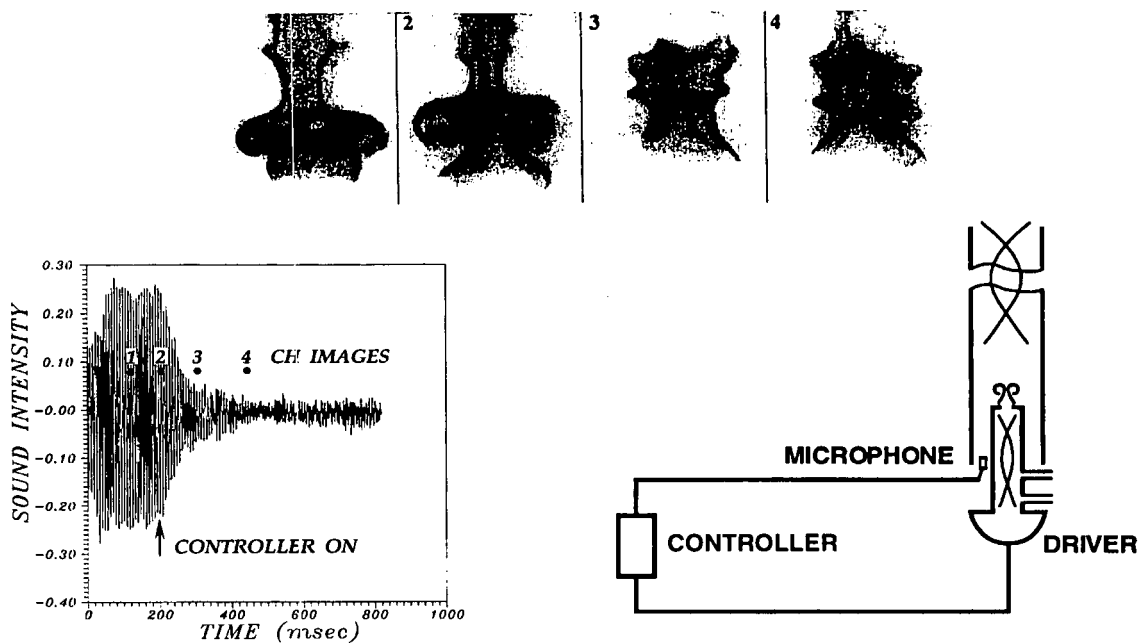 2
3
4
0.30
0.20
0.10
-0.00
-0.10
-0.20
-0.30
-0.40
SOUND INTENSITY
1 2 3 4 CH IMAGES
CONTROLLER ON
0 200 400 600 800 1000
TIME (msec)
MICROPHONE
CONTROLLER
DRIVER